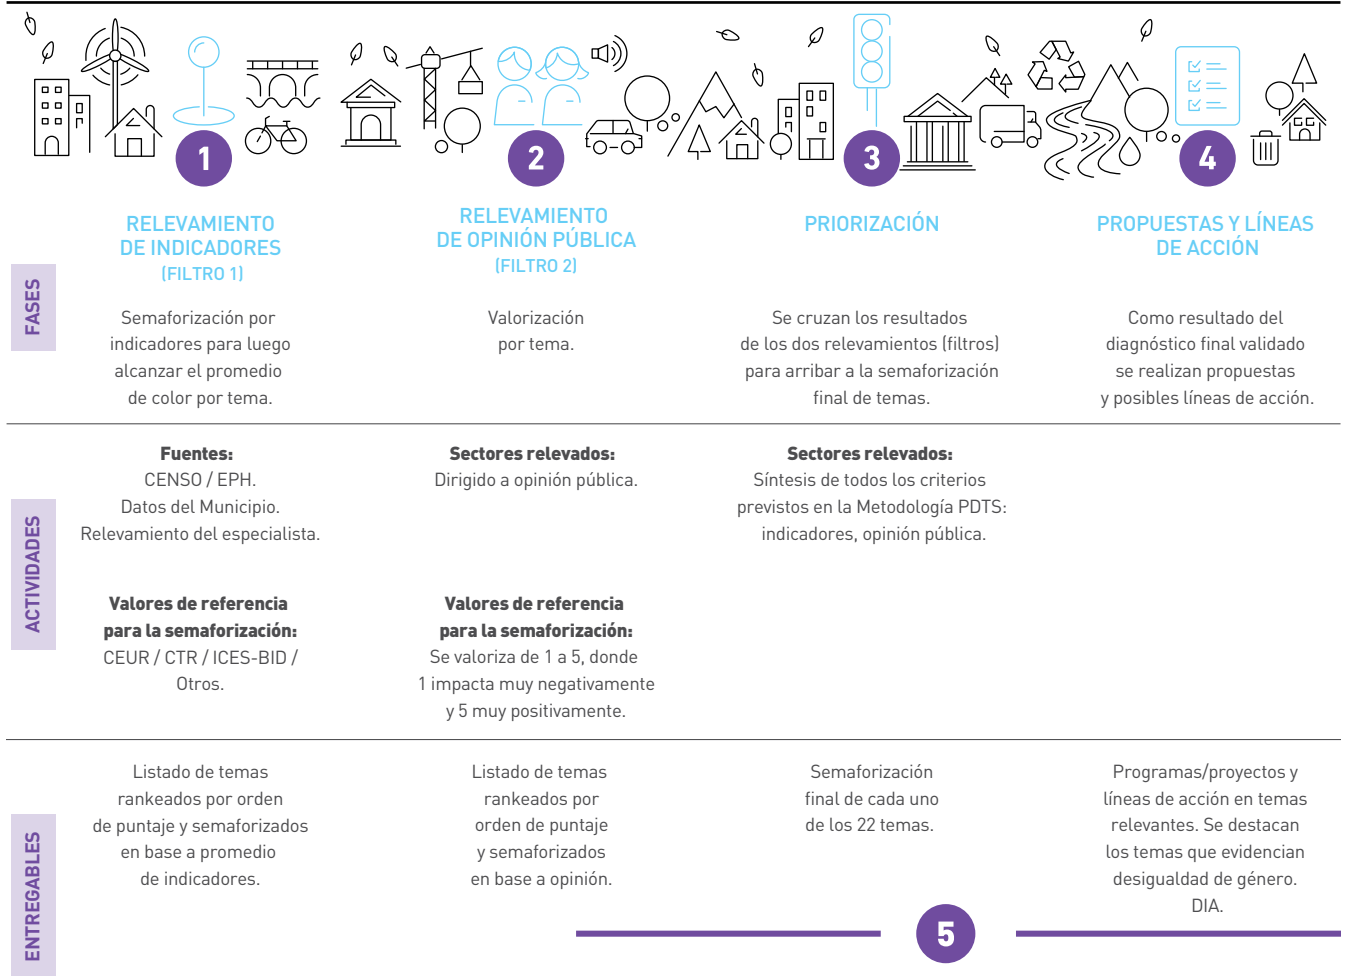 1
2
3
4
RELEVAMIENTO
DE INDICADORES
(FILTRO 1)
RELEVAMIENTO
DE OPINIÓN PÚBLICA
(FILTRO 2)
PRIORIZACIÓN
PROPUESTAS Y LÍNEAS
DE ACCIÓN
FASES
Semaforización por
indicadores para luego
alcanzar el promedio
de color por tema.
Valorización
por tema.
Se cruzan los resultados
de los dos relevamientos (filtros)
para arribar a la semaforización
final de temas.
Como resultado del
diagnóstico final validado
se realizan propuestas
y posibles líneas de acción.
ACTIVIDADES
Fuentes:
CENSO / EPH.
Datos del Municipio.
Relevamiento del especialista.
Valores de referencia
para la semaforización:
CEUR / CTR / ICES-BID /
Otros.
Sectores relevados:
Dirigido a opinión pública.
Valores de referencia
para la semaforización:
Se valoriza de 1 a 5, donde
1 impacta muy negativamente
y 5 muy positivamente.
Sectores relevados:
Síntesis de todos los criterios
previstos en la Metodología PDTS:
indicadores, opinión pública.
ENTREGABLES
Listado de temas
rankeados por orden
de puntaje y semaforizados
en base a promedio
de indicadores.
Listado de temas
rankeados por
orden de puntaje
y semaforizados
en base a opinión.
Semaforización
final de cada uno
de los 22 temas.
Programas/proyectos y
líneas de acción en temas
relevantes. Se destacan
los temas que evidencian
desigualdad de género.
DIA.
5